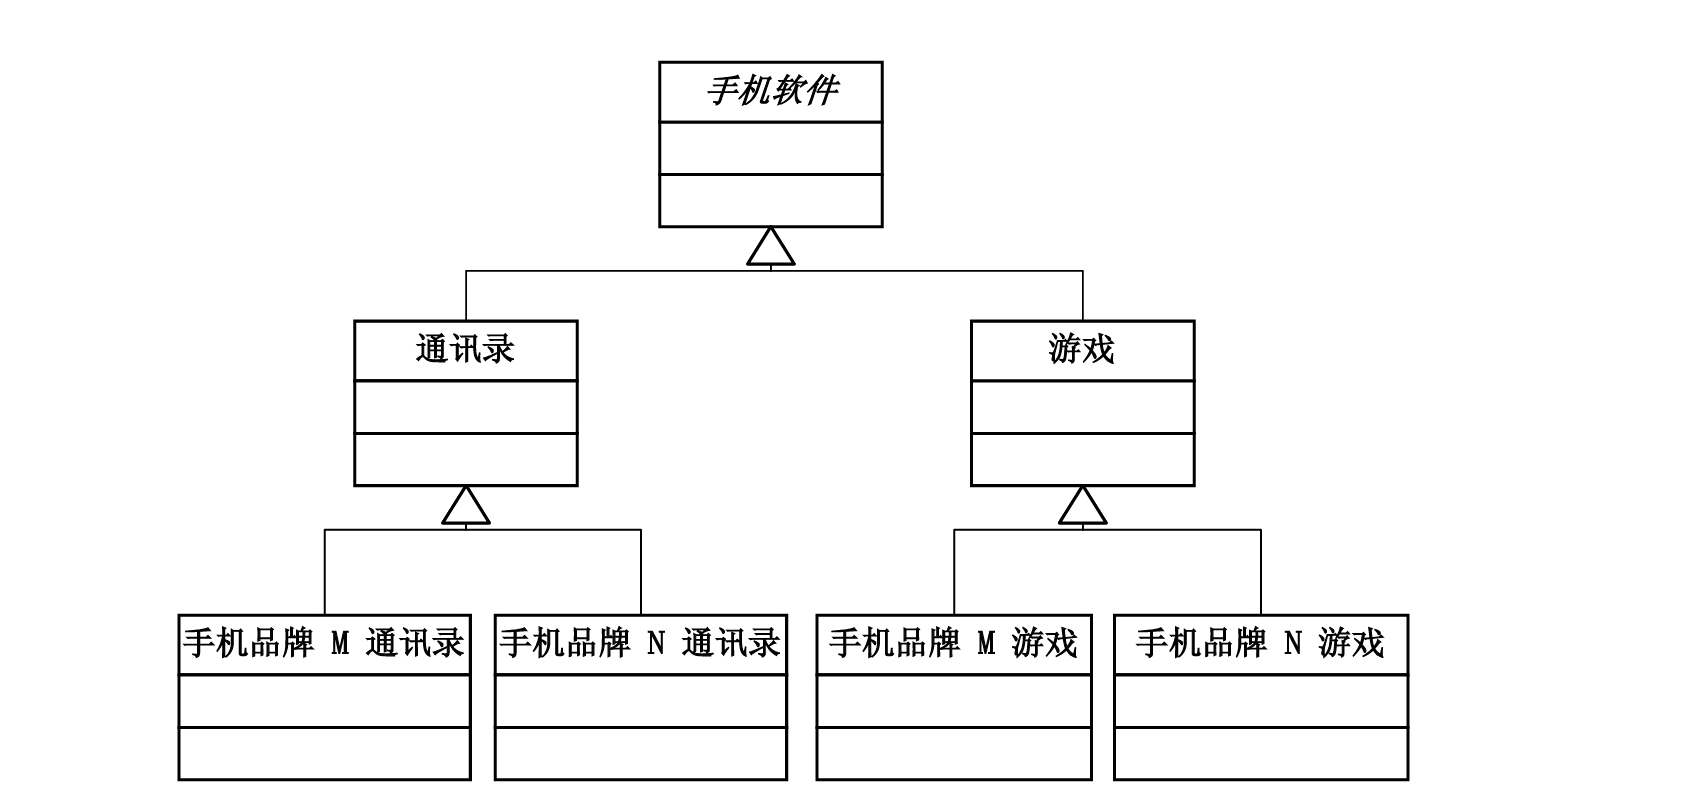 手机软件
通讯录
游戏
手机品牌 M 通讯录
手机品牌 N 通讯录
手机品牌 M 游戏
手机品牌 N 游戏